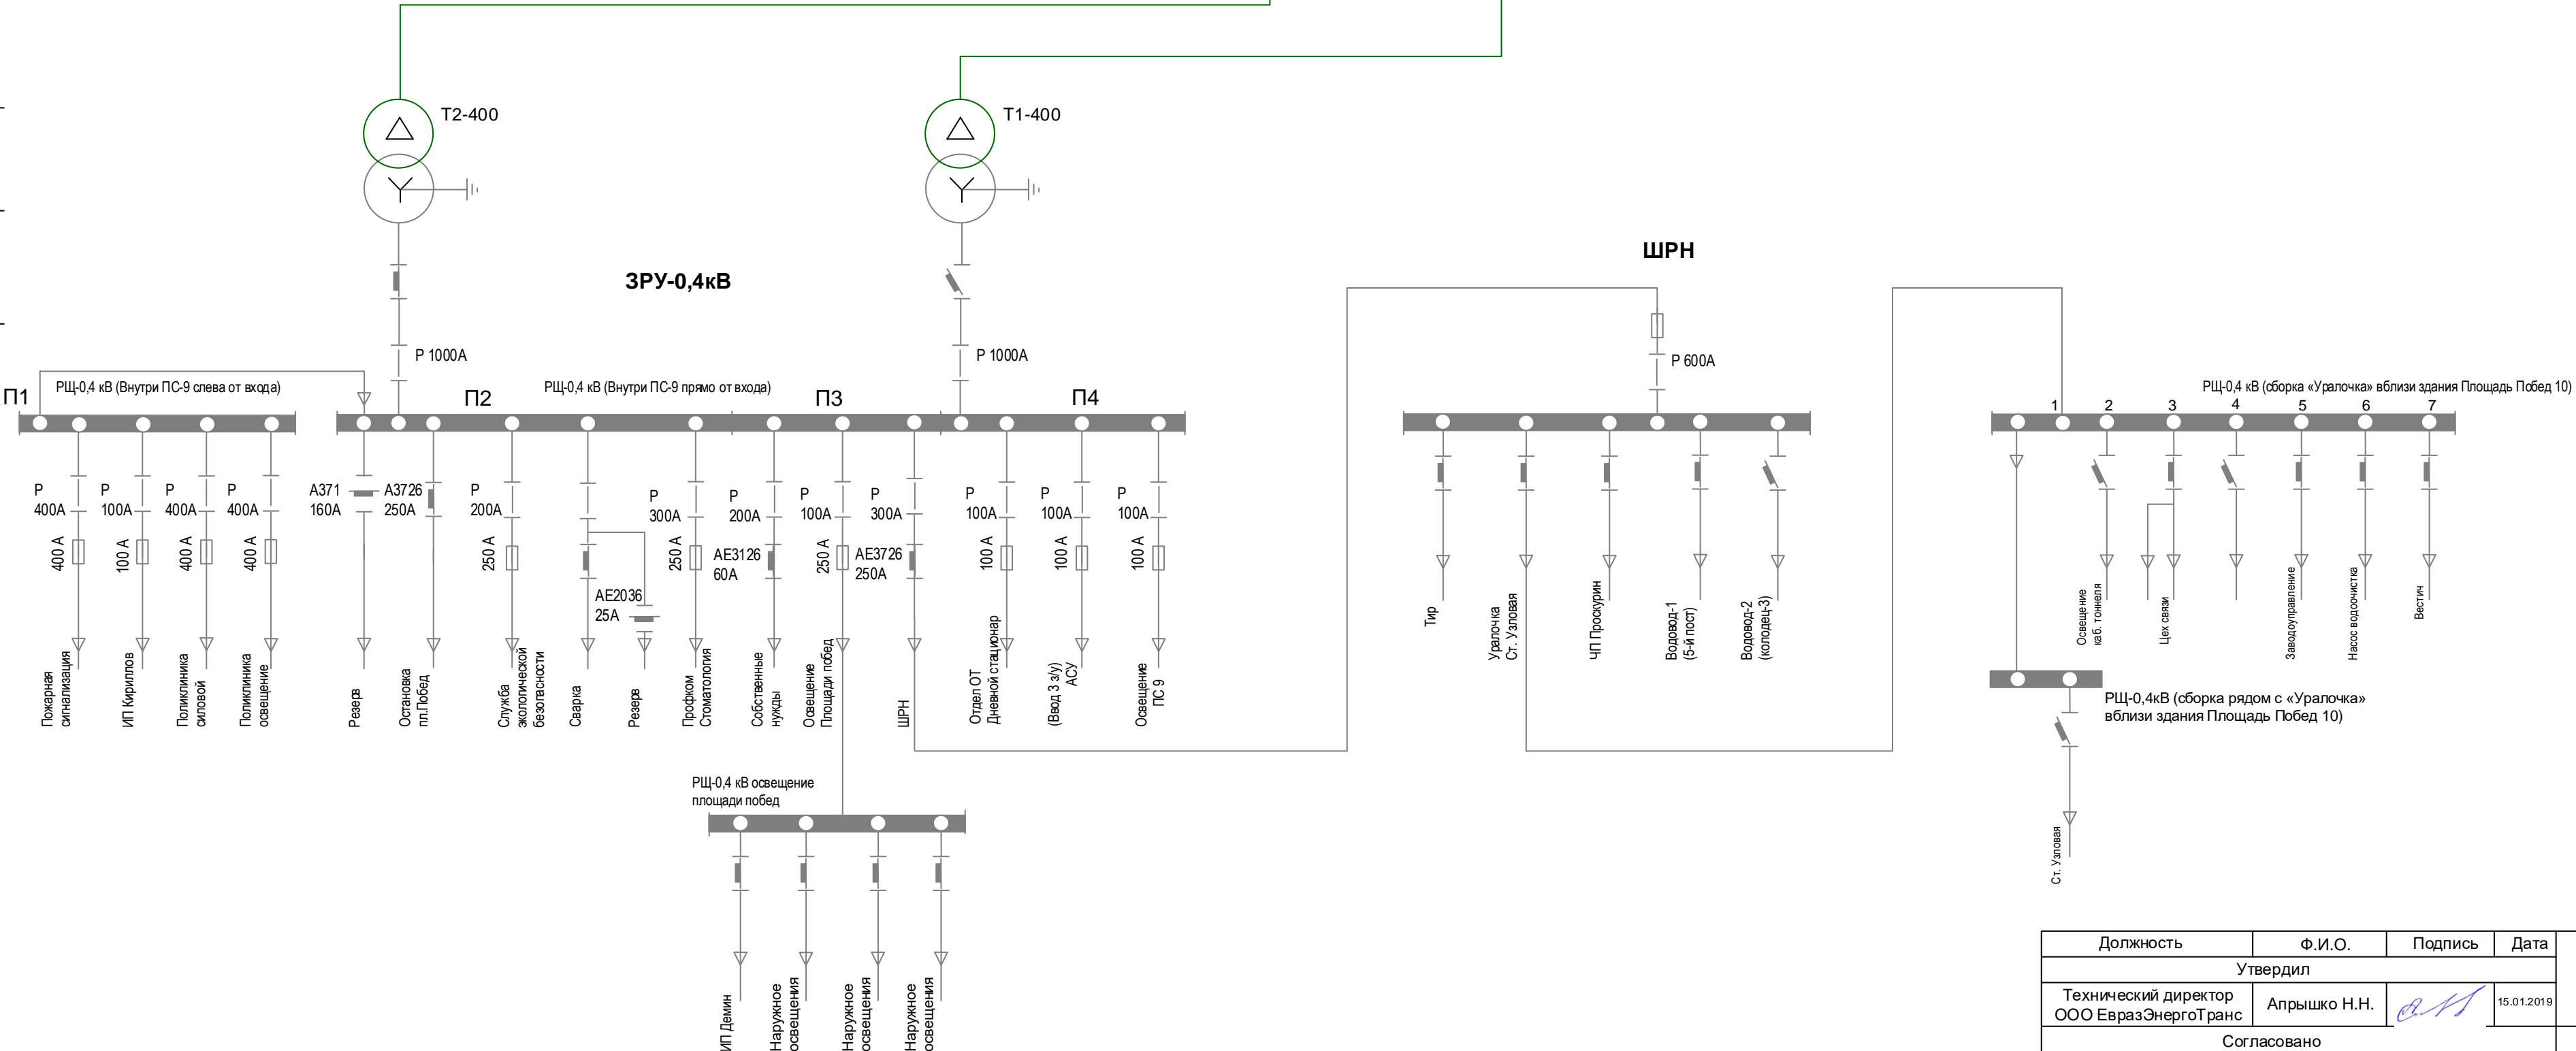 Т2-400
Т1-400
ЗРУ-0,4кВ
ШРН
Р 1000А
Р 1000А
Р 600А
П1
РЩ-0,4 кВ (Внутри ПС-9 слева от входа)
П2
РЩ-0,4 кВ (Внутри ПС-9 прямо от входа)
П3
П4
РЩ-0,4 кВ (сборка «Уралочка» вблизи здания Площадь Побед 10)
1
2
3
4
5
6
7
Р
400А
400 А
Пожарная
сигнализация
Р
100А
100 А
ИП Кириллов
Р
400А
400 А
Поликлиника
силовой
Р
400А
400 А
Поликлиника
освещение
А371
160А
Резерв
А3726
250А
Остановка
пл.Побед
Р
200А
250 А
Служба
экологической
безопасности
Сварка
АЕ2036
25А
Резерв
Р
300А
250 А
Профком
Стоматология
Р
200А
АЕ3126
60А
Собственные
нужды
Р
100А
250 А
Освещение
Площади побед
Р
300А
АЕ3726
250А
ШРН
Р
100А
100 А
Отдел ОТ
Дневной стационар
Р
100А
100 А
(Ввод 3 з/у)
АСУ
Р
100А
100 А
Освещение
ПС 9
Тир
Уралочка
Ст. Узловая
ЧП Проскурин
Водовод-1
(5-й пост)
Водовод-2
(колодец-3)
Освещение
каб. тоннеля
Цех связи
Заводоуправление
Насос водоочистка
Вестич
РЩ-0,4кВ (сборка рядом с «Уралочка»
вблизи здания Площадь Побед 10)
Ст. Узловая
РЩ-0,4 кВ освещение
площади побед
ИП Демин
Наружное
освещения
Наружное
освещения
Наружное
освещения
Должность
Ф.И.О.
Подпись
Дата
Утвердил
Технический директор
ООО ЕвразЭнергоТранс
Апрышко Н.Н.
15.01.2019
Согласовано